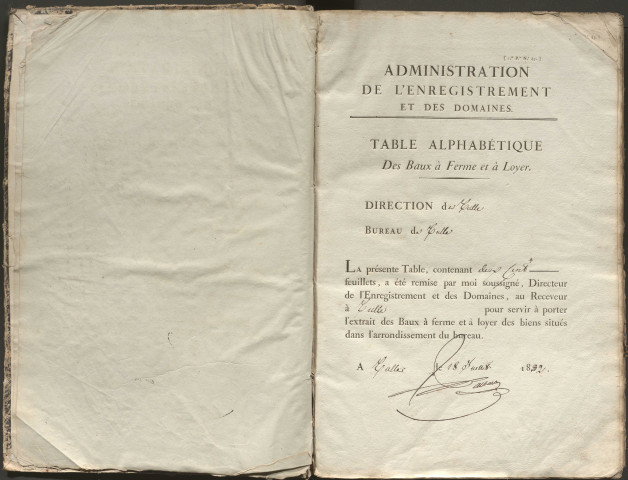 ADMINISTRATION
DE L'ENREGISTREMENT
ET DES DOMAINES.
TABLE ALPHABÉTIQUE
Des Baux à Ferme et à Loyer.
DIRECTION de Tulle
BUREAU de Tulle
LA présente Table, contenant deux Cent
feuillets, a été remise par moi soussigné, Directeur
de l'Enregistrement et des Domaines, au Receveur
à Tulle pour servir à porter
l'extrait des Baux à ferme et à loyer des biens situés
dans l'arrondissement du bureau.
A Tulle le 18 1832.